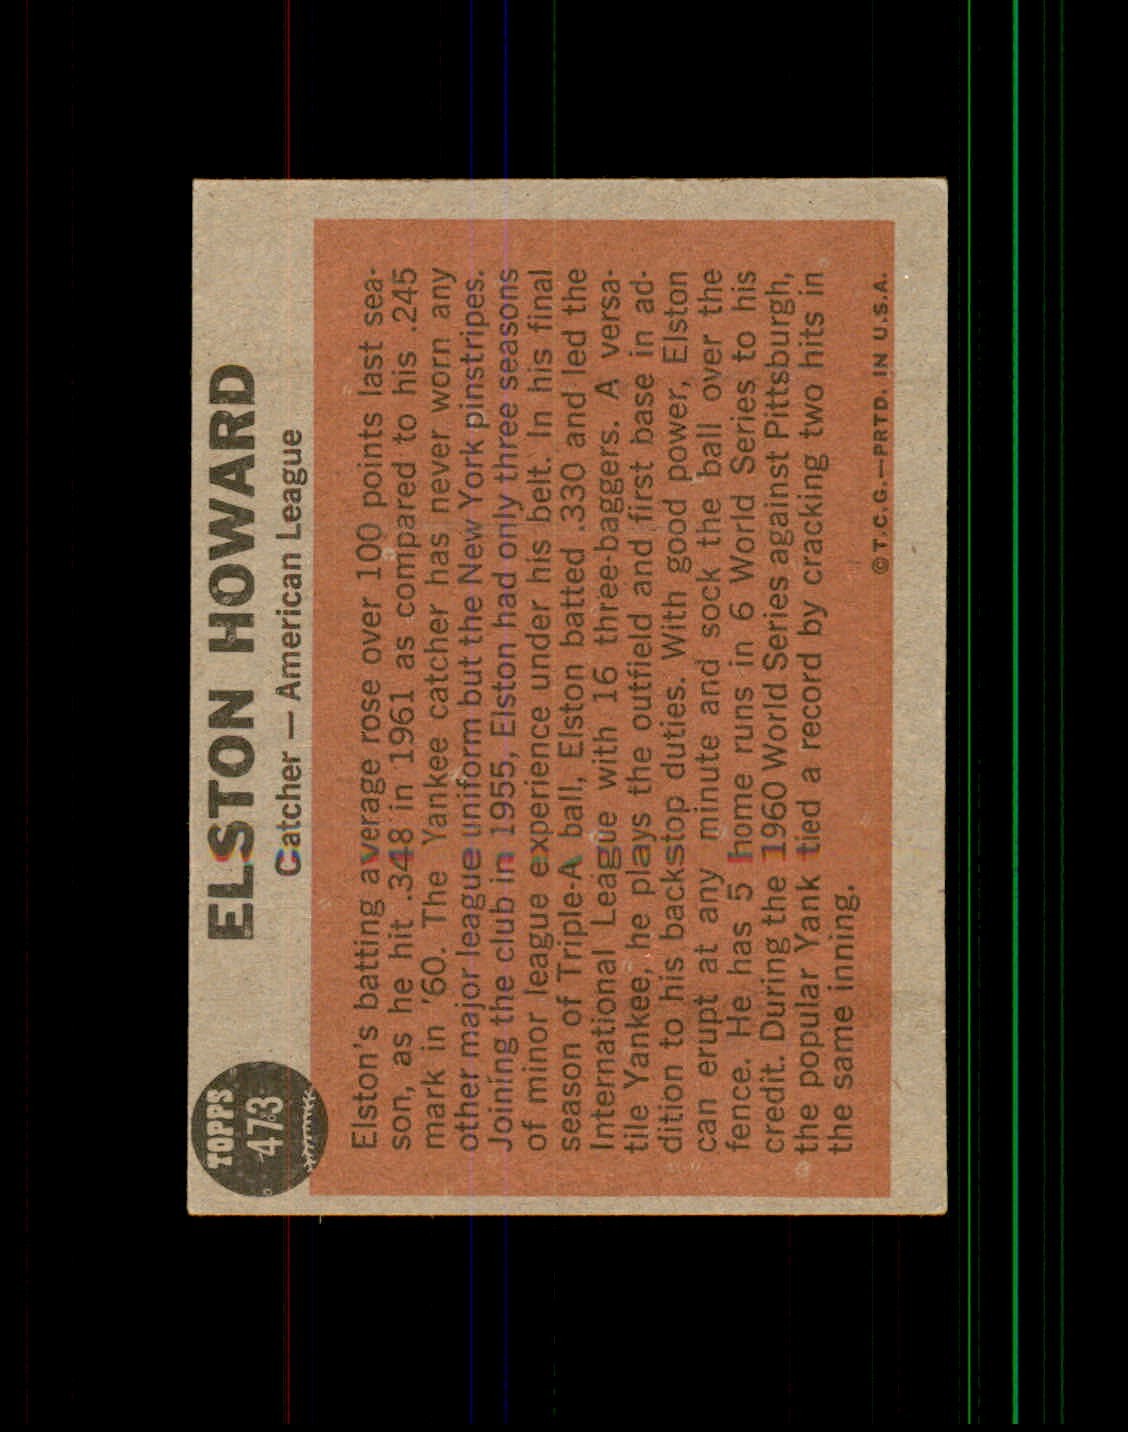 TOPPS
473
ELSTON HOWARD
Catcher — American League
Elston's batting average rose over 100 points last sea-
son, as he hit .348 in 1961 as compared to his .245
mark in '60. The Yankee catcher has never worn any
other major league uniform but the New York pinstripes.
Joining the club in 1955, Elston had only three seasons
of minor league experience under his belt. In his final
season of Triple-A ball, Elston batted .330 and led the
International League with 16 three-baggers. A versa-
tile Yankee, he plays the outfield and first base in ad-
dition to his backstop duties. With good power, Elston
can erupt at any minute and sock the ball over the
fence. He has 5 home runs in 6 World Series to his
credit. During the 1960 World Series against Pittsburgh,
the popular Yank tied a record by cracking two hits in
the same inning.
© T.C.G.—PRTD. IN U.S.A.